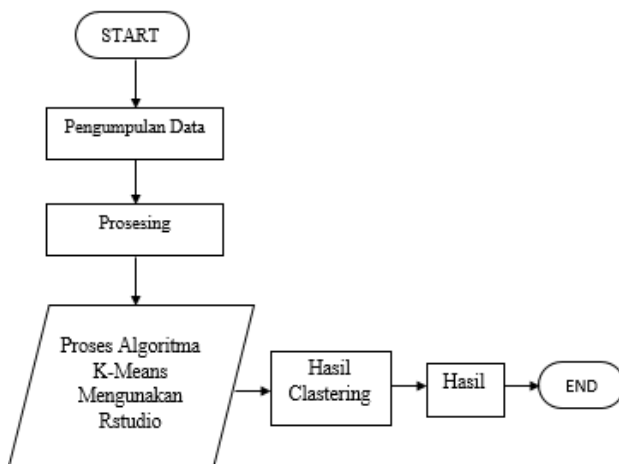 START
Pengumpulan Data
Prosesing
Proses Algoritma
K-Means
Mengunakan
Rstudio
Hasil
Clastering
Hasil
END